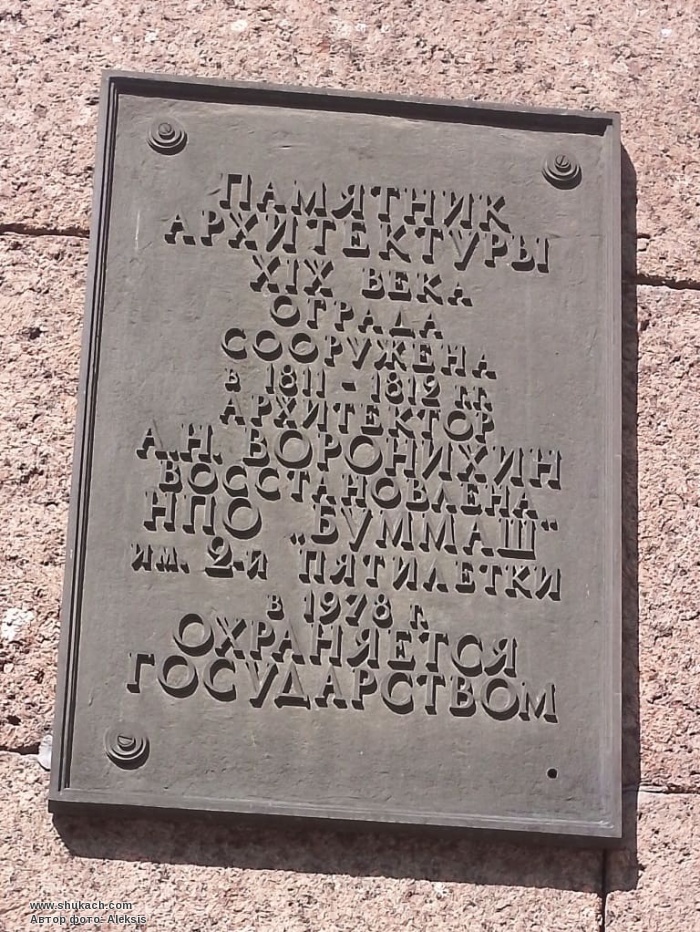 ПАМЯТНИК
АРХИТЕКТУРЫ
XIX ВЕКА
ОГРАДА
СООРУЖЕНА
в 1811 - 1812 гг.
АРХИТЕКТОР
А.Н. ВОРОНИХИН
ВОССТАНОВЛЕНА
НПО „БУММАШ“
им. 2-й ПЯТИЛЕТКИ
в 1978 г.
ОХРАНЯЕТСЯ
ГОСУДАРСТВОМ
www.shukach.com
Автор фото- Aleksis